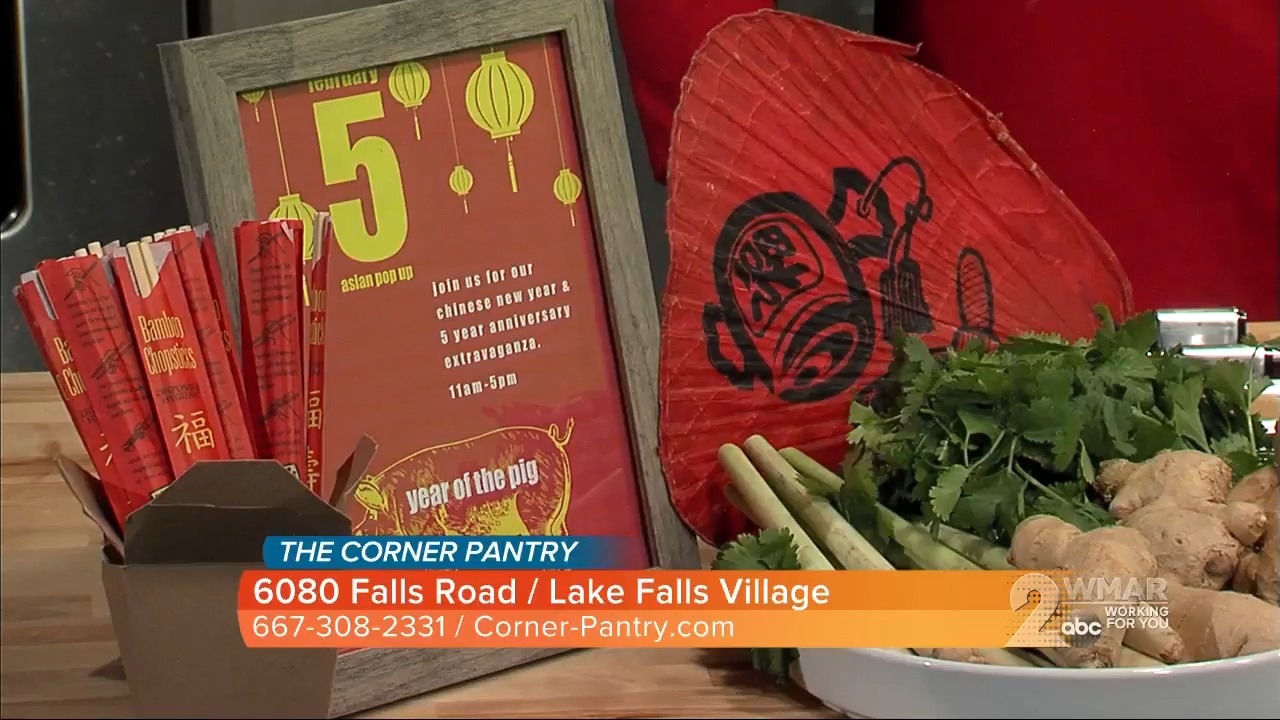 february
5
asian pop up
join us for our
chinese new year &
5 year anniversary
extravaganza.
11am-5pm
year of the pig
Bamboo
Chopsticks
福
福
THE CORNER PANTRY
6080 Falls Road / Lake Falls Village
667-308-2331 / Corner-Pantry.com
2 WMAR
abc WORKING
FOR YOU